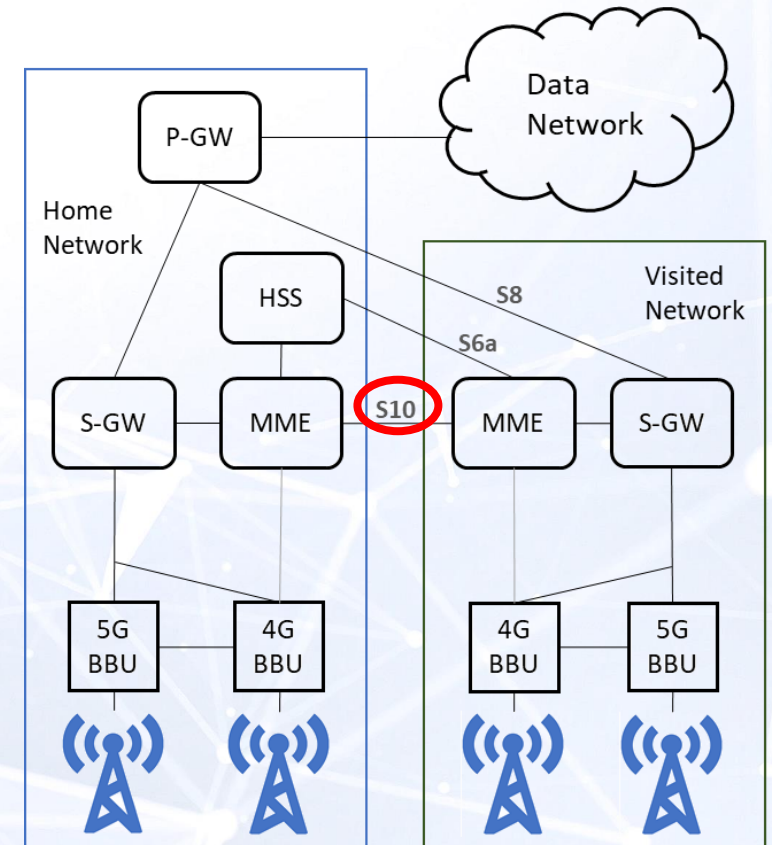 Data
Network
P-GW
Home
Network
HSS
Visited
Network
S8
S6a
S-GW
MME
S10
MME
S-GW
5G
BBU
4G
BBU
4G
BBU
5G
BBU